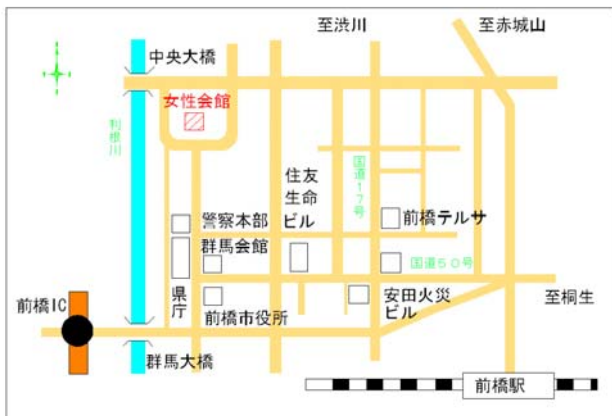 至渋川
至赤城山
中央大橋
女性会館
利根川
住友
生命
ビル
国道17号
警察本部
群馬会館
前橋テルサ
国道50号
県庁
前橋市役所
安田火災
ビル
至桐生
前橋IC
群馬大橋
前橋駅